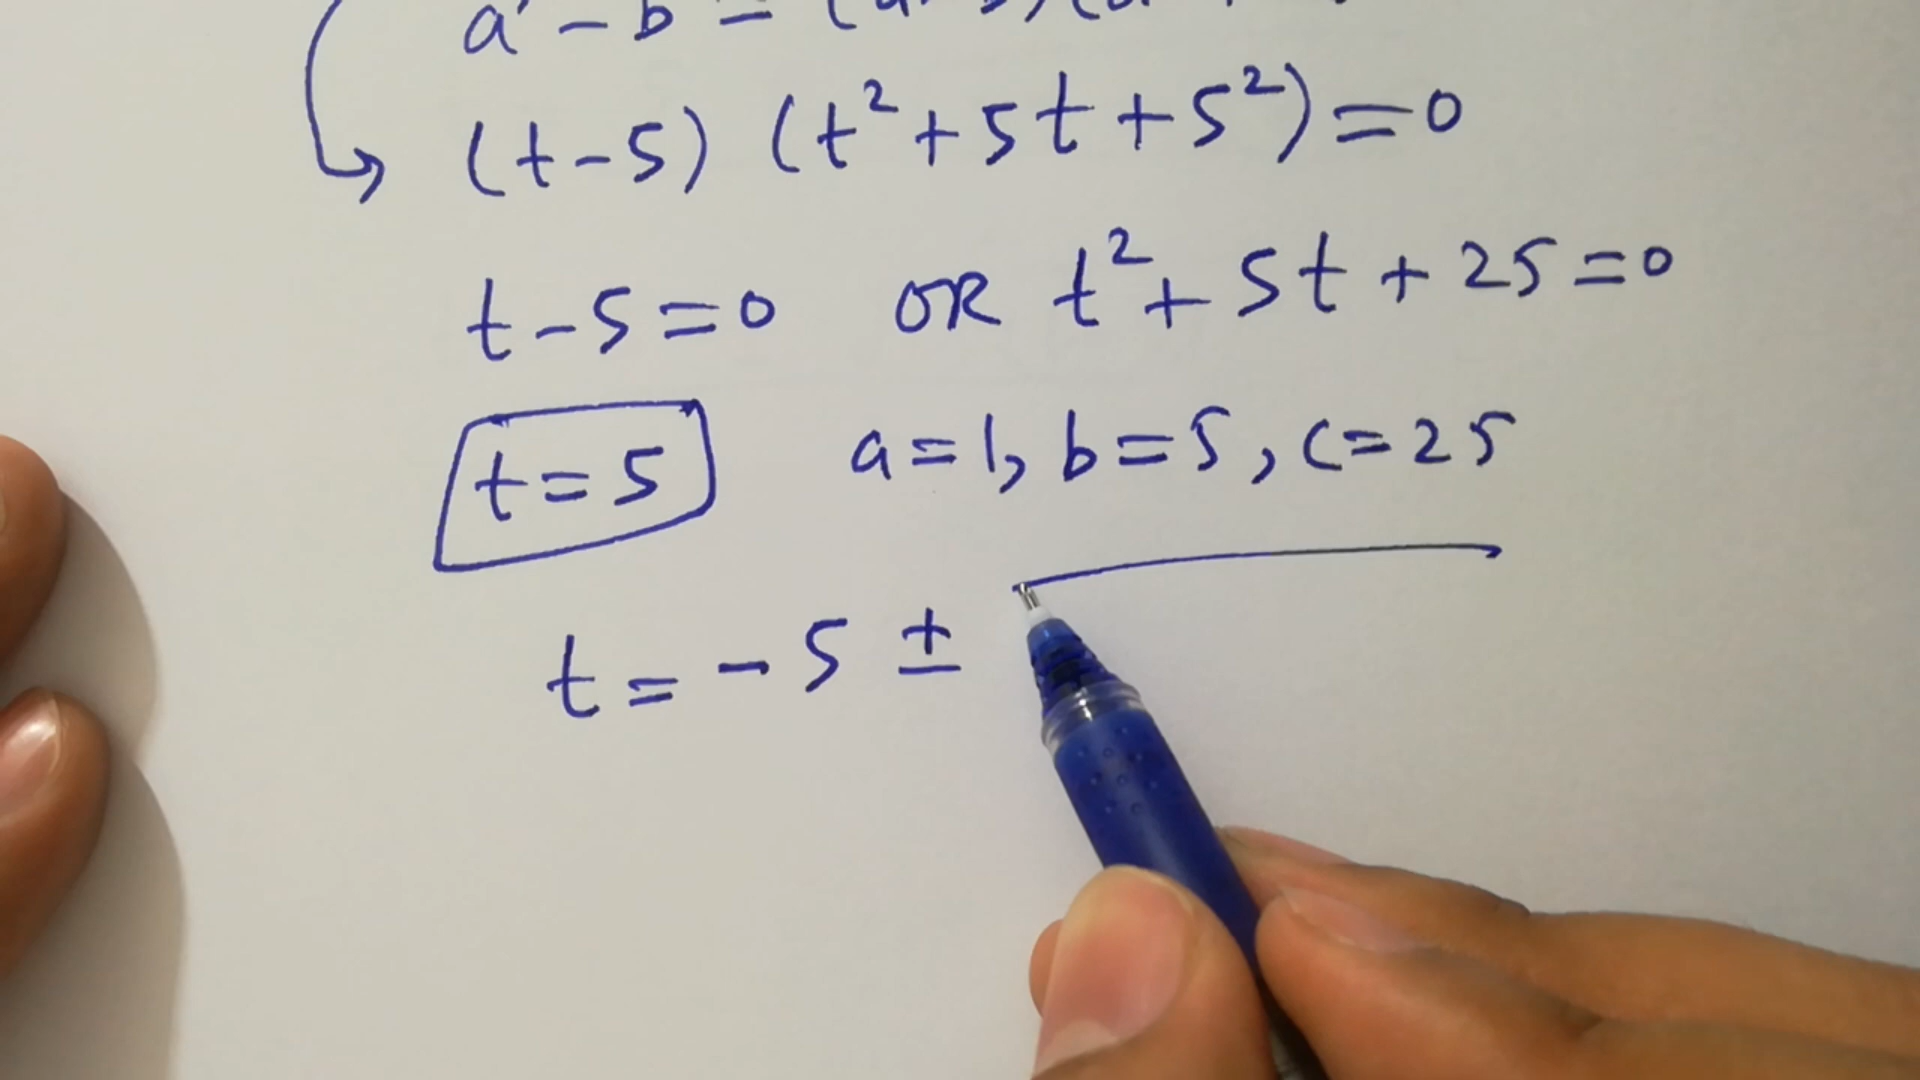 (t-5) (t²+5t+5²)=0
t-5=0 OR t²+5t+25=0
t=5 a=1, b=5, c=25
t=-5±